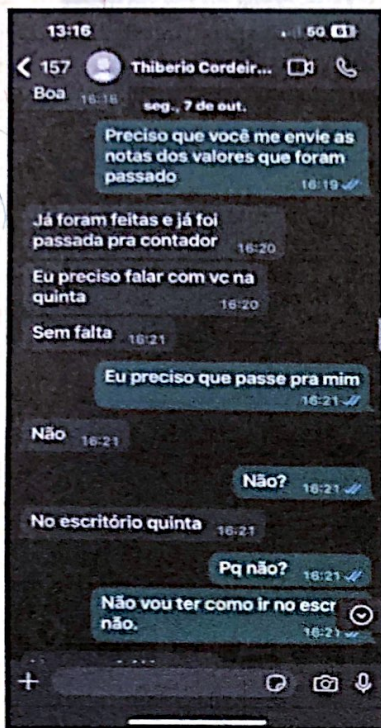 13:16
5G 61
157 Thiberio Cordeir...
Boa 16:16
seg., 7 de out.
Preciso que você me envie as
notas dos valores que foram
passado
16:19
Já foram feitas e já foi
passada pra contador 16:20
Eu preciso falar com vc na
quinta 16:20
Sem falta 16:21
Eu preciso que passe pra mim
16:21
Não 16:21
Não? 16:21
No escritório quinta 16:21
Pq não? 16:21
Não vou ter como ir no escr
não.
16:21